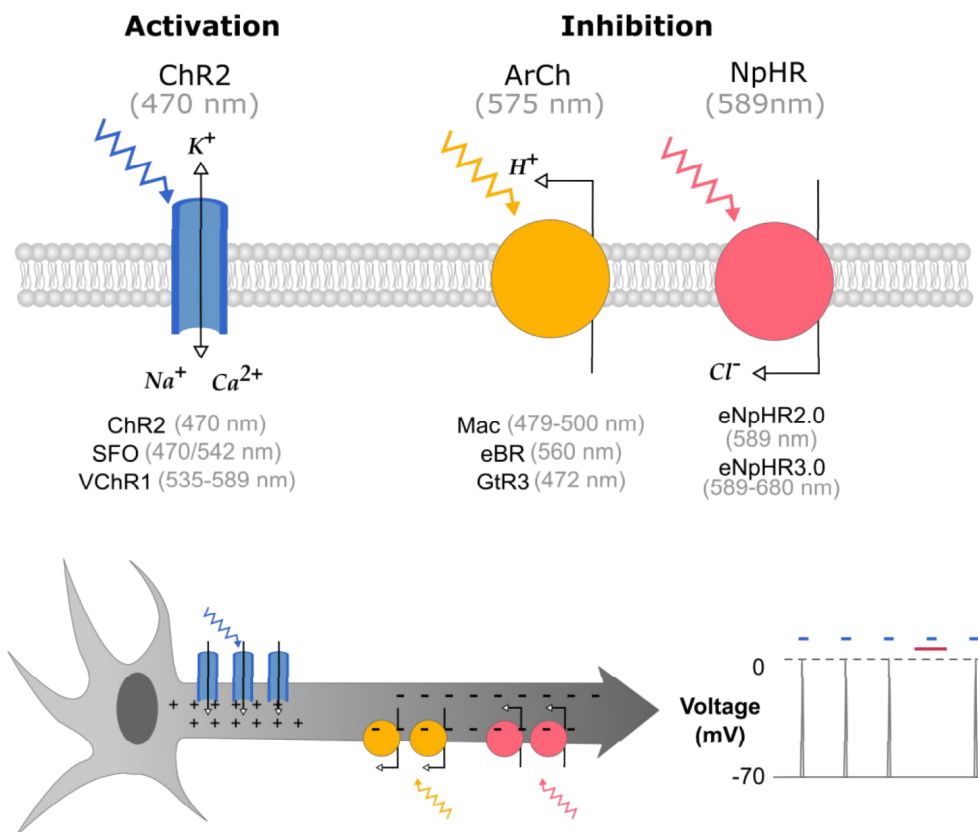 Activation
Inhibition
ChR2
(470 nm)
ArCh
(575 nm)
NpHR
(589nm)
K+
H+
Na+ Ca2+
Cl-
ChR2 (470 nm)
SFO (470/542 nm)
VChR1 (535-589 nm)
Mac (479-500 nm)
eBR (560 nm)
GtR3 (472 nm)
eNpHR2.0
(589 nm)
eNpHR3.0
(589-680 nm)
0
Voltage
(mV)
-70